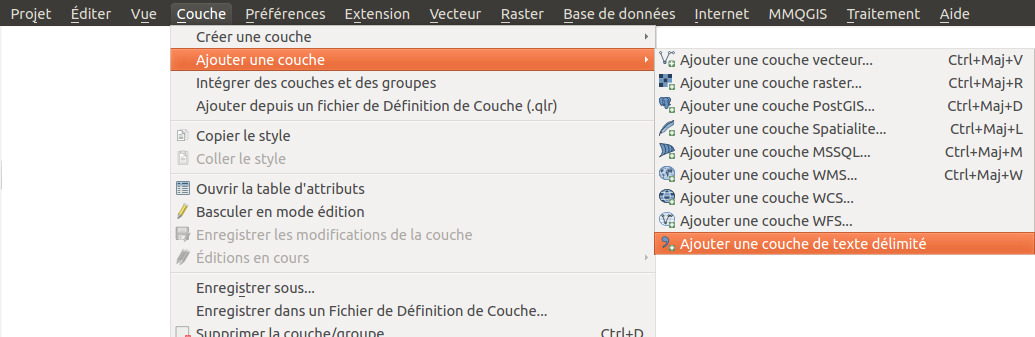 Projet Éditer Vue Couche Préférences Extension Vecteur Raster Base de données Internet MMQGIS Traitement Aide
Créer une couche
Ajouter une couche
Intégrer des couches et des groupes
Ajouter depuis un fichier de Définition de Couche (.qlr)
Copier le style
Coller le style
Ouvrir la table d'attributs
Basculer en mode édition
Enregistrer les modifications de la couche
Éditions en cours
Enregistrer sous...
Enregistrer dans un Fichier de Définition de Couche...
Supprimer la couche/groupe Ctrl+D
Ajouter une couche vecteur... Ctrl+Maj+V
Ajouter une couche raster... Ctrl+Maj+R
Ajouter une couche PostGIS... Ctrl+Maj+D
Ajouter une couche Spatialite... Ctrl+Maj+L
Ajouter une couche MSSQL... Ctrl+Maj+M
Ajouter une couche WMS... Ctrl+Maj+W
Ajouter une couche WCS...
Ajouter une couche WFS...
Ajouter une couche de texte délimité